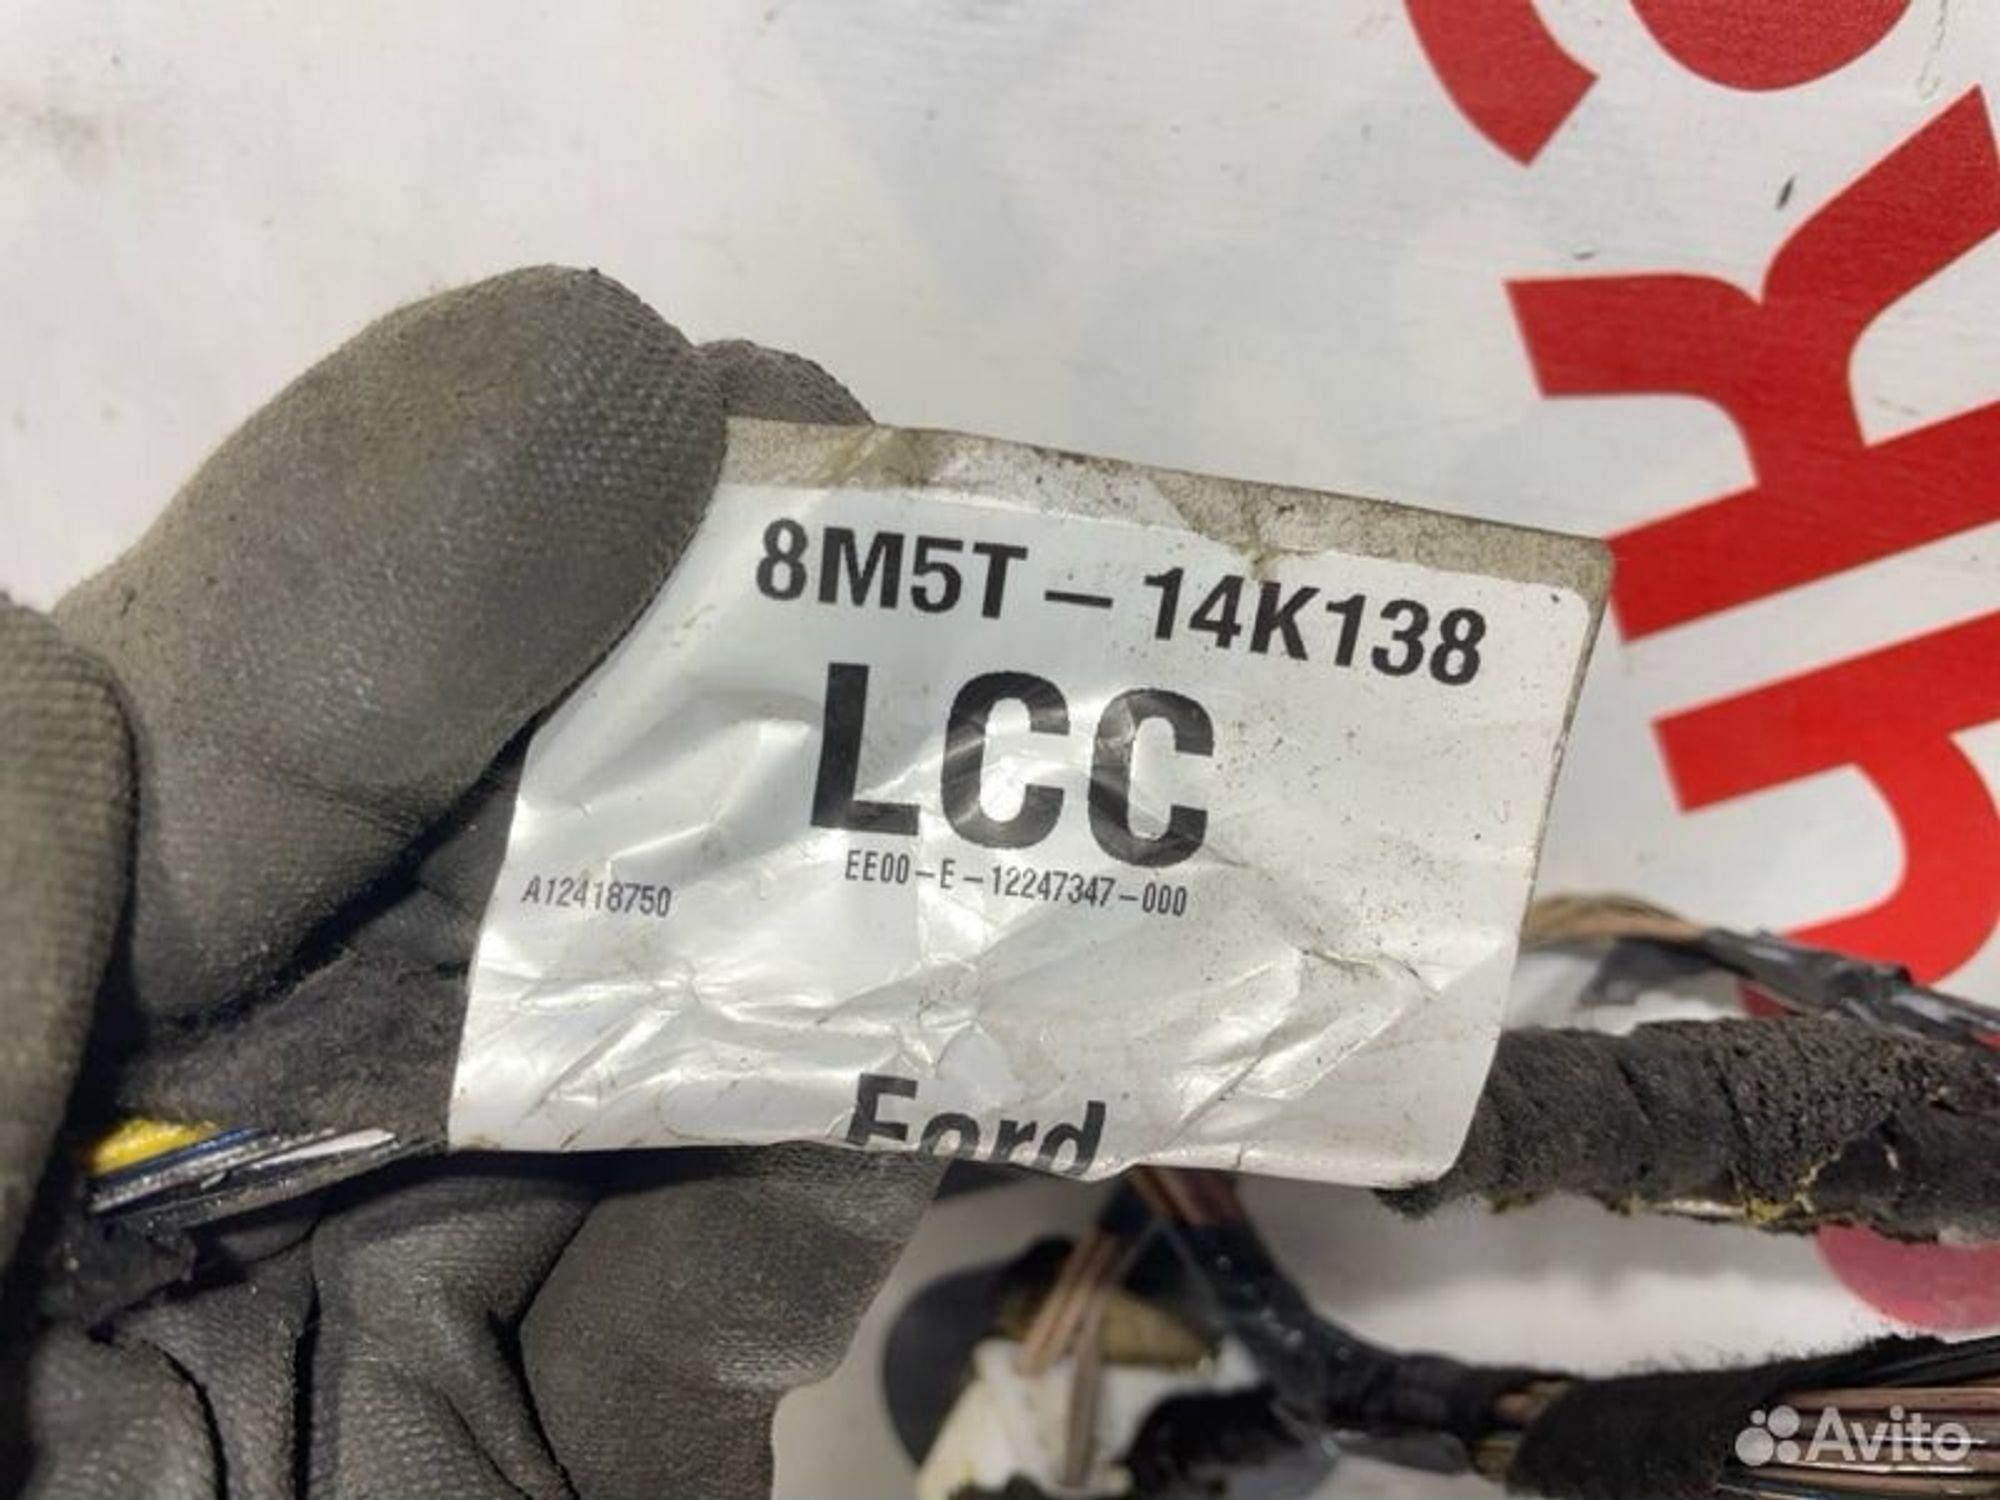 8M5T-14K138
LCC
EE00-E-12247347-000
A12418750
Ford
Avito